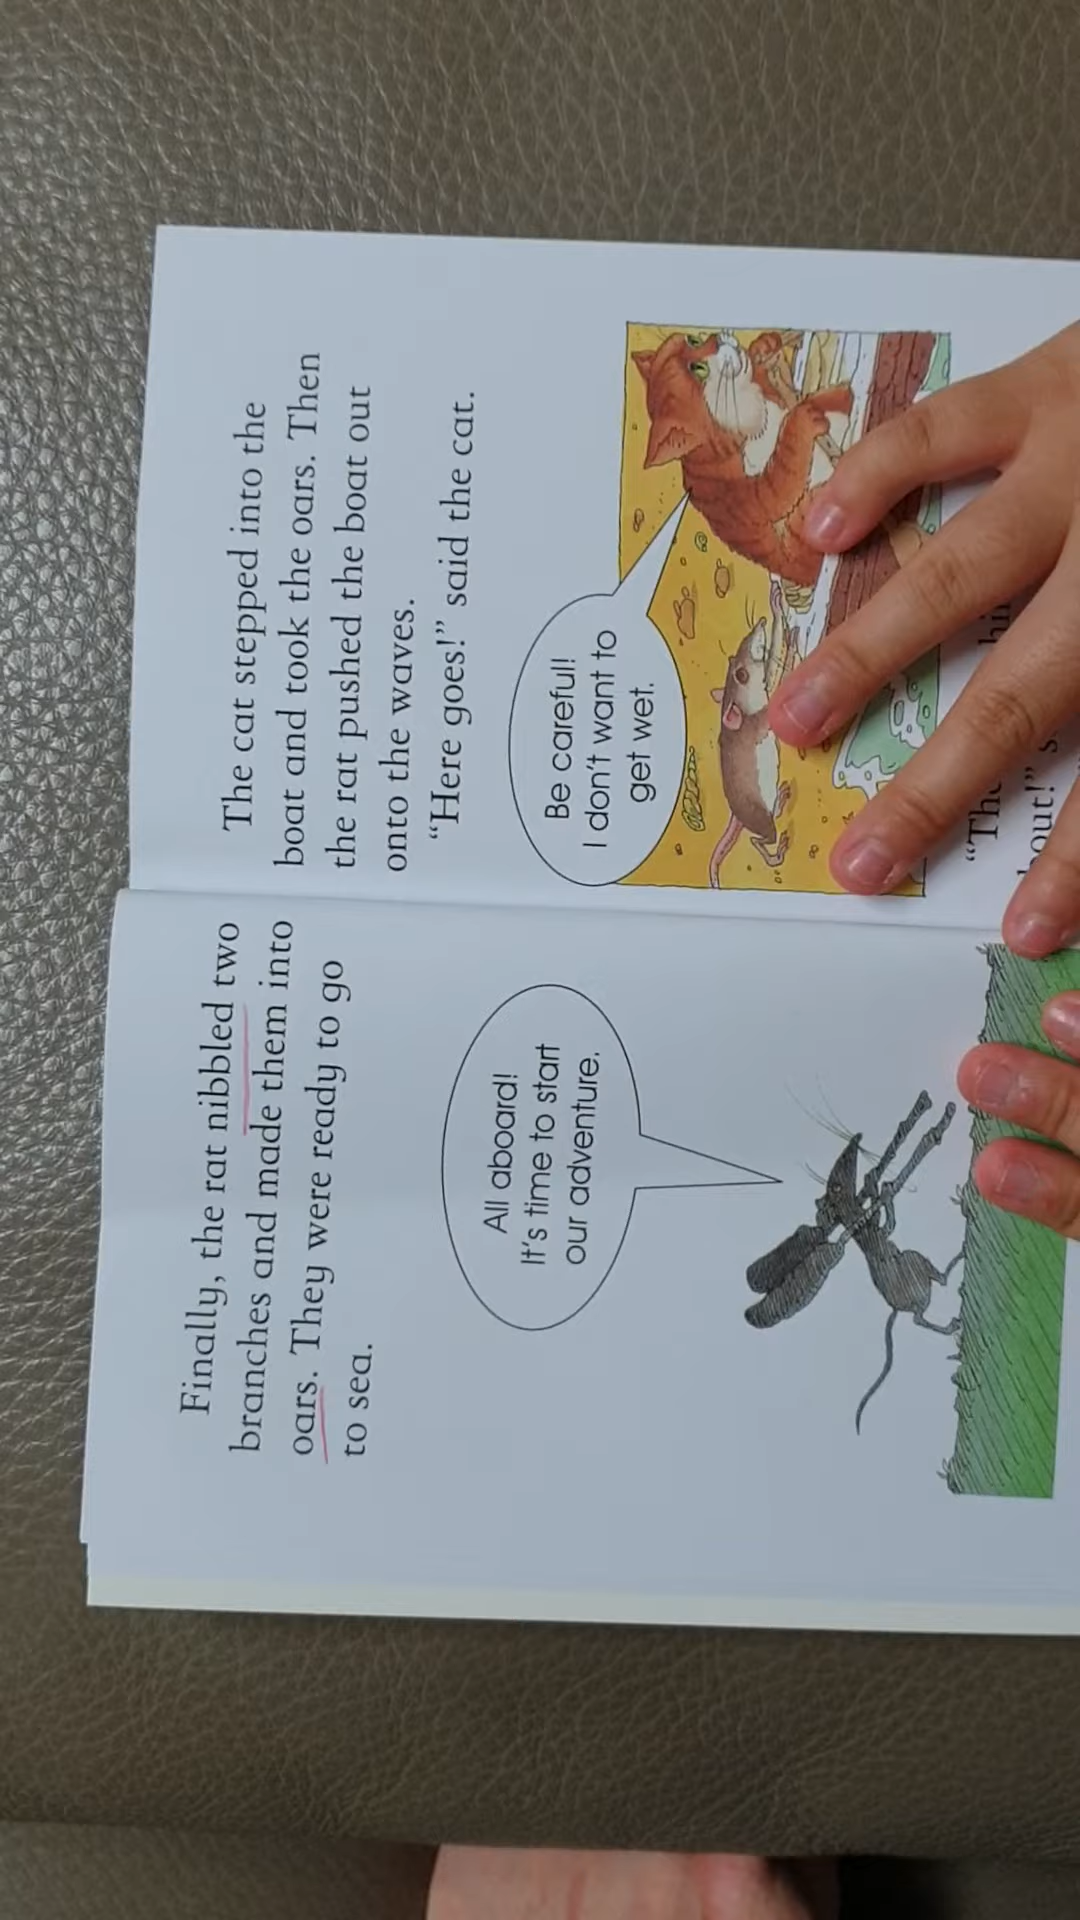 Finally, the rat nibbled two
branches and made them into
oars. They were ready to go
to sea.
All aboard!
It's time to start
our adventure.
The cat stepped into the
boat and took the oars. Then
the rat pushed the boat out
onto the waves.
"Here goes!" said the cat.
Be careful!
I don't want to
get wet.